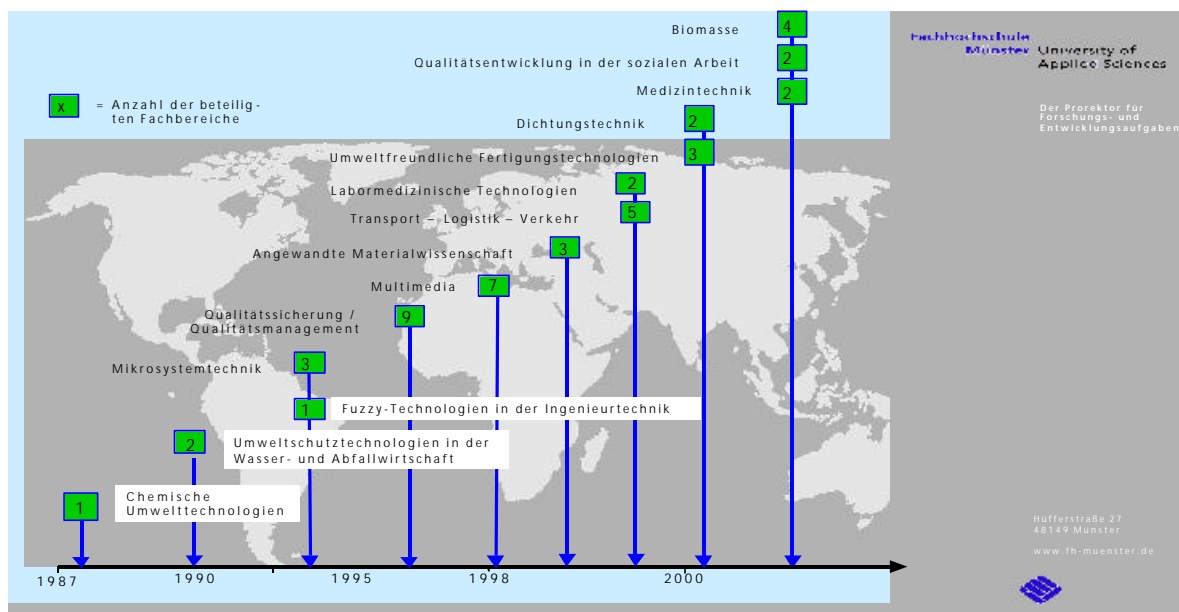 Biomasse
4
Qualitätsentwicklung in der sozialen Arbeit
2
Medizintechnik
2
x
= Anzahl der beteilig-
ten Fachbereiche
Dichtungstechnik
2
Umweltfreundliche Fertigungstechnologien
3
Labormedizinische Technologien
2
Transport – Logistik – Verkehr
5
Angewandte Materialwissenschaft
3
Multimedia
7
Qualitätssicherung /
Qualitätsmanagement
9
Mikrosystemtechnik
3
1
Fuzzy-Technologien in der Ingenieurtechnik
2
Umweltschutztechnologien in der
Wasser- und Abfallwirtschaft
1
Chemische
Umwelttechnologien
1987
1990
1995
1998
2000
Fachhochschule
Münster University of
Applied Sciences
Der Prorektor für
Forschungs- und
Entwicklungsaufgaben
Hüfferstraße 27
48149 Münster
www.fh-muenster.de